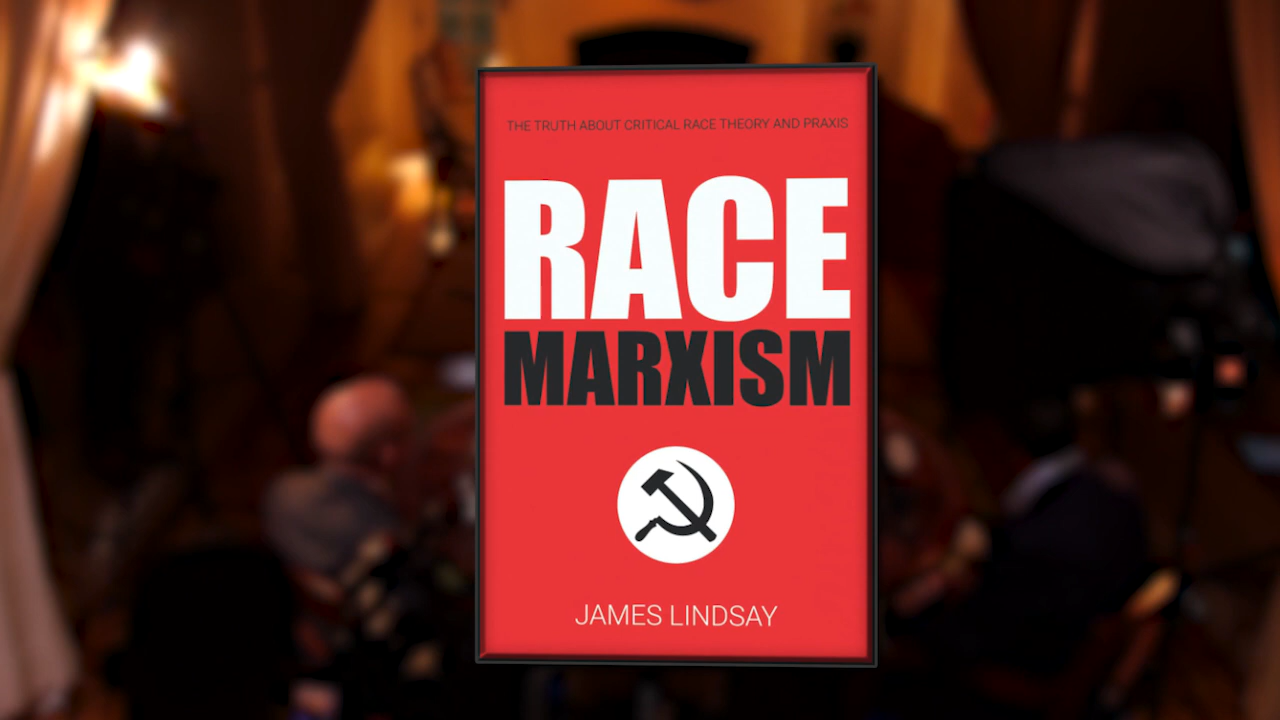 THE TRUTH ABOUT CRITICAL RACE THEORY AND PRAXIS
RACE
MARXISM
JAMES LINDSAY